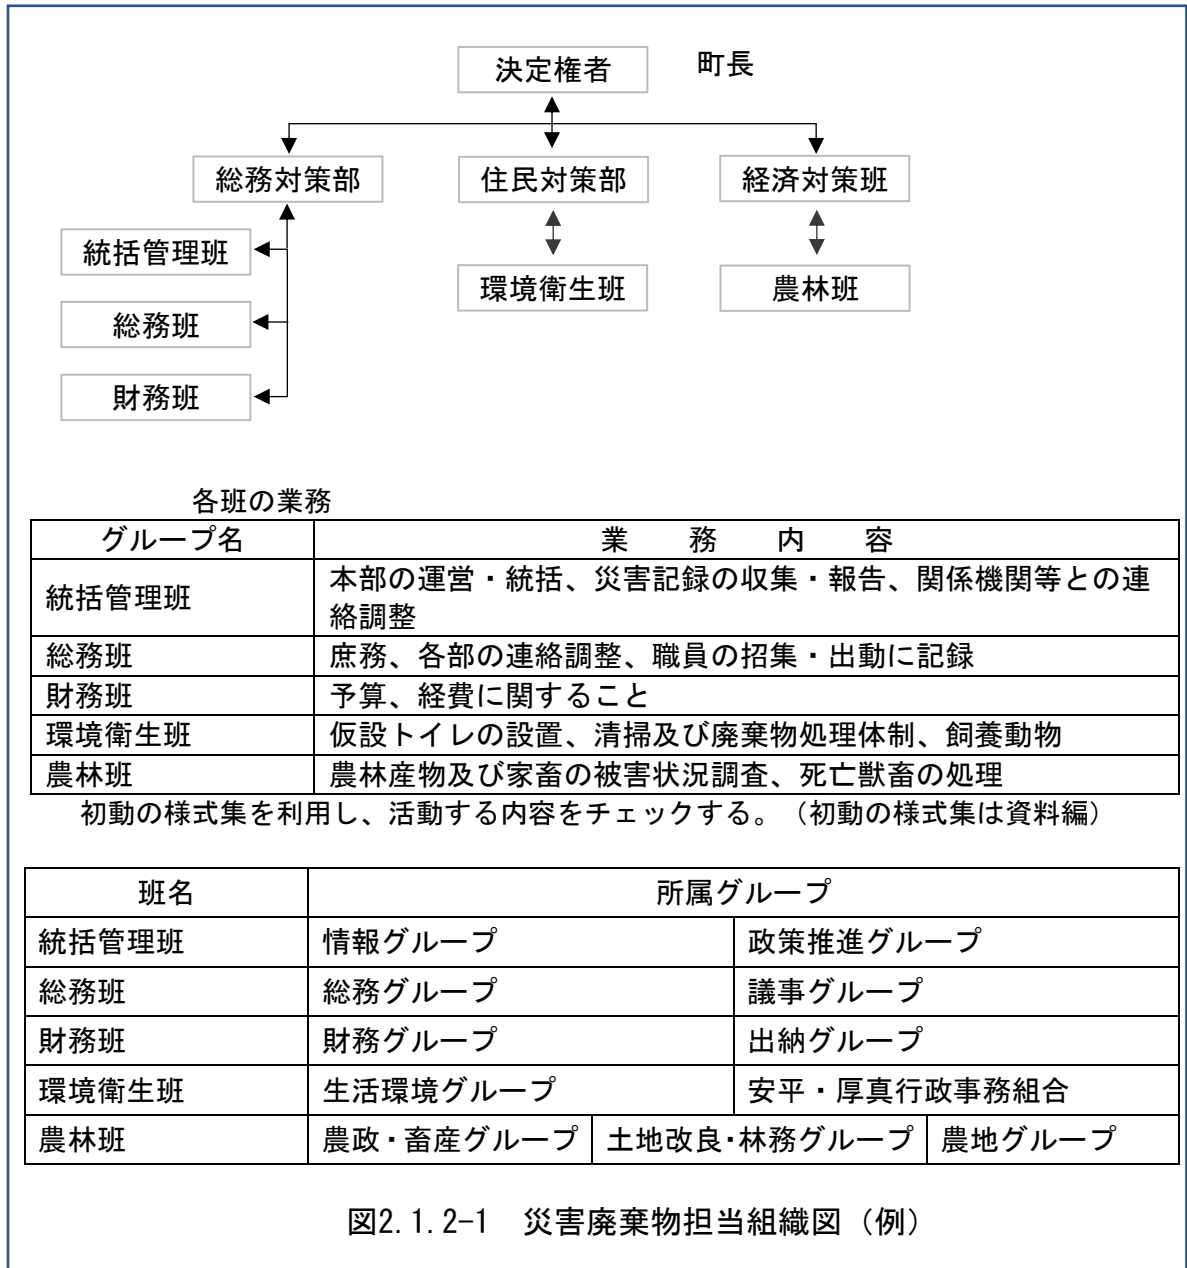 決定権者 町長
総務対策部 住民対策部 経済対策班
統括管理班
環境衛生班 農林班
総務班
財務班
各班の業務
グループ名 業 務 内 容
統括管理班 本部の運営・統括、災害記録の収集・報告、関係機関等との連
絡調整
総務班 庶務、各部の連絡調整、職員の招集・出動に記録
財務班 予算、経費に関すること
環境衛生班 仮設トイレの設置、清掃及び廃棄物処理体制、飼養動物
農林班 農林産物及び家畜の被害状況調査、死亡獣畜の処理
初動の様式集を利用し、活動する内容をチェックする。（初動の様式集は資料編）
班名 所属グループ
統括管理班 情報グループ 政策推進グループ
総務班 総務グループ 議事グループ
財務班 財務グループ 出納グループ
環境衛生班 生活環境グループ 安平・厚真行政事務組合
農林班 農政・畜産グループ 土地改良・林務グループ 農地グループ
図2.1.2-1 災害廃棄物担当組織図（例）